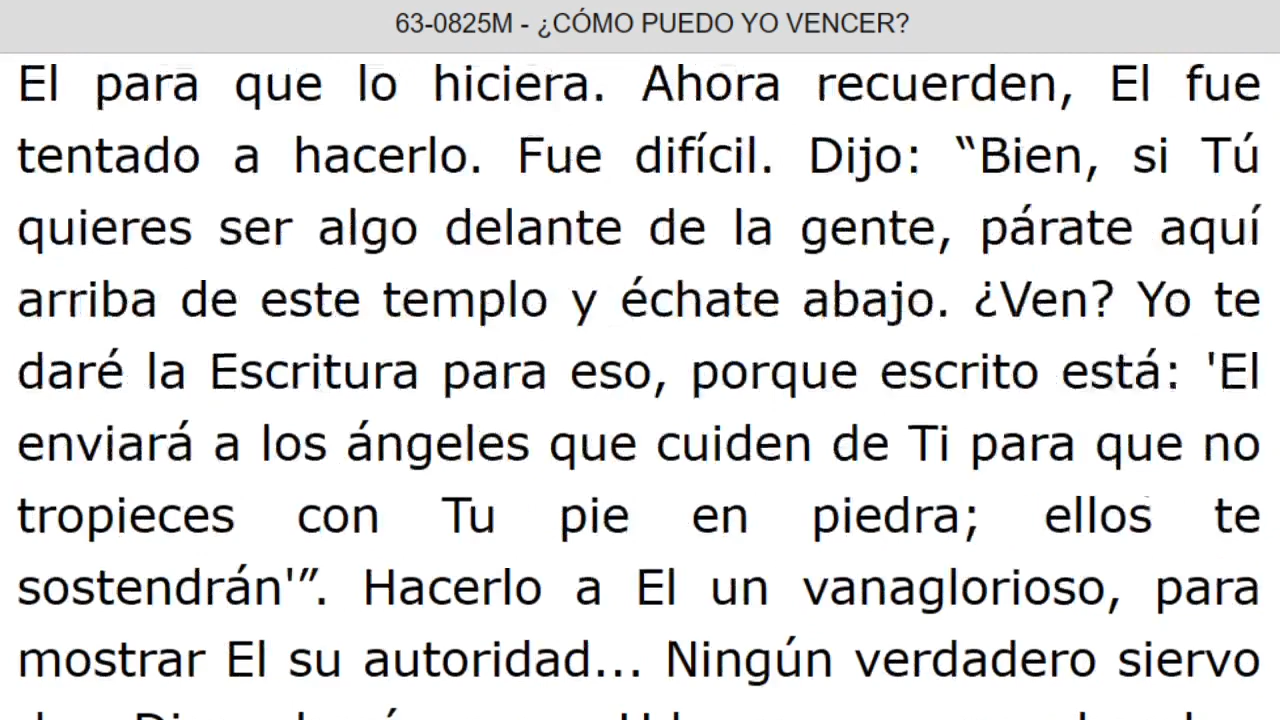 63-0825M - ¿CÓMO PUEDO YO VENCER?
El para que lo hiciera. Ahora recuerden, El fue
tentado a hacerlo. Fue difícil. Dijo: “Bien, si Tú
quieres ser algo delante de la gente, párate aquí
arriba de este templo y échate abajo. ¿Ven? Yo te
daré la Escritura para eso, porque escrito está: 'El
enviará a los ángeles que cuiden de Ti para que no
tropieces con Tu pie en piedra; ellos te
sostendrán'”. Hacerlo a El un vanaglorioso, para
mostrar El su autoridad... Ningún verdadero siervo